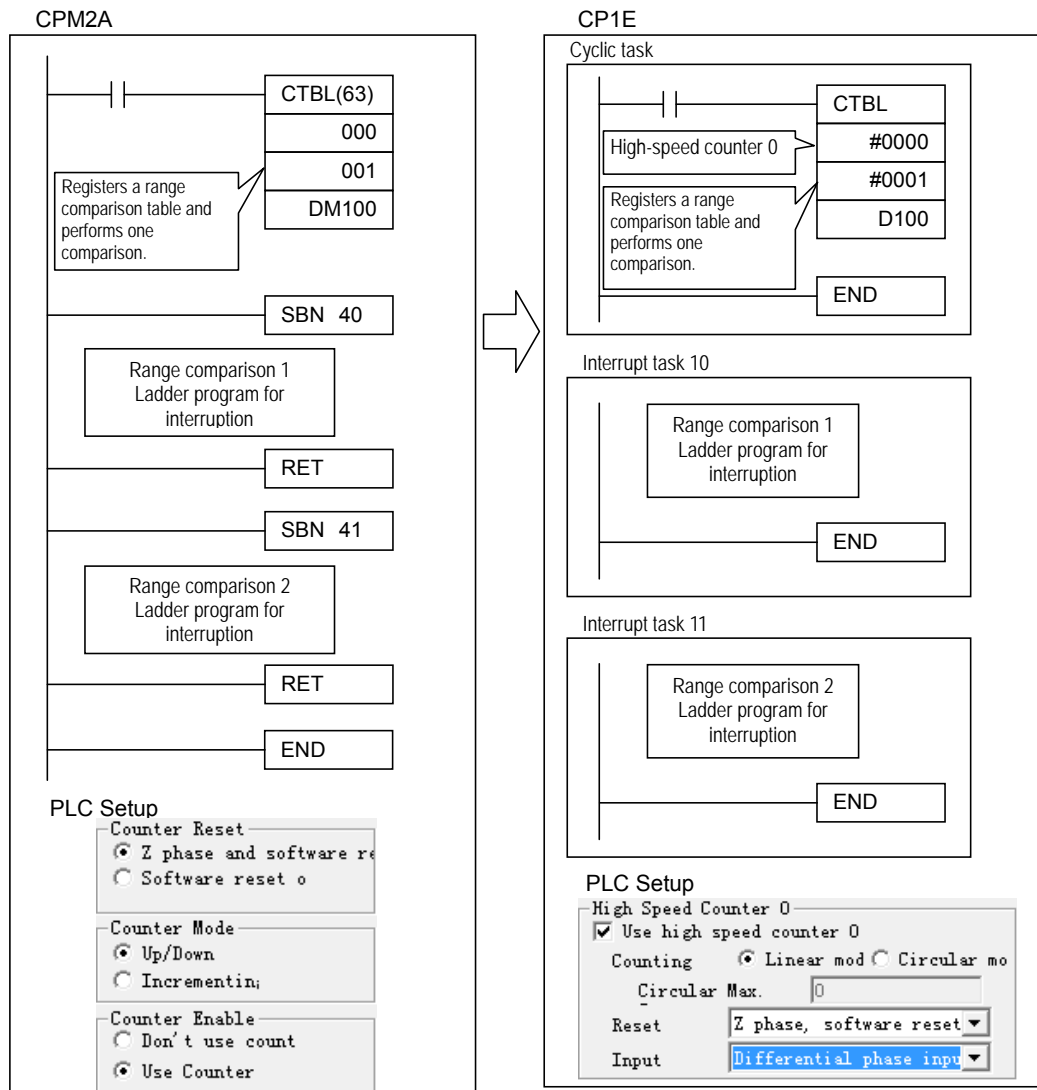 CPM2A
CTBL(63)
000
001
DM100
Registers a range
comparison table and
performs one
comparison.
SBN 40
Range comparison 1
Ladder program for
interruption
RET
SBN 41
Range comparison 2
Ladder program for
interruption
RET
END
PLC Setup
Counter Reset
Z phase and software re
Software reset o
Counter Mode
Up/Down
Incrementin
Counter Enable
Don't use count
Use Counter
CP1E
Cyclic task
CTBL
High-speed counter 0
#0000
#0001
Registers a range
comparison table and
performs one
comparison.
D100
END
Interrupt task 10
Range comparison 1
Ladder program for
interruption
END
Interrupt task 11
Range comparison 2
Ladder program for
interruption
END
PLC Setup
High Speed Counter 0
Use high speed counter 0
Counting Linear mod Circular mo
Circular Max. 0
Reset Z phase, software reset
Input Differential phase inpu